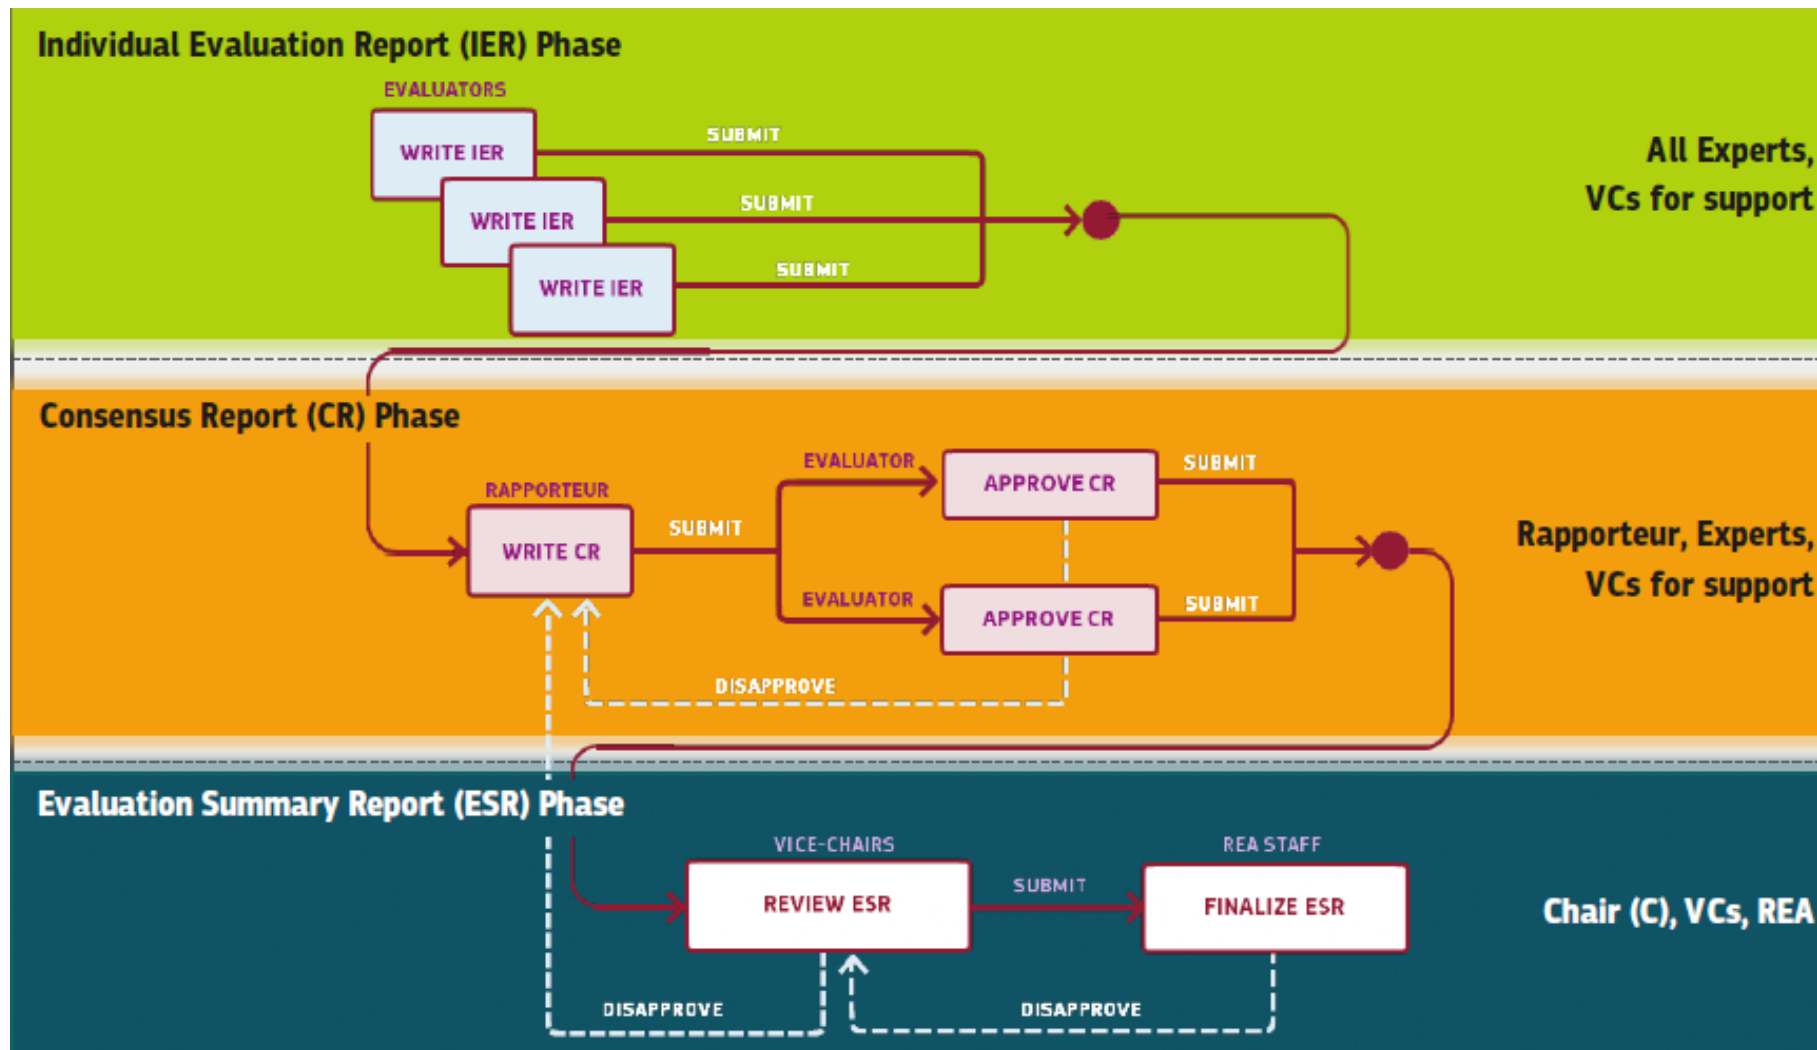 Individual Evaluation Report (IER) Phase
EVALUATORS
WRITE IER
SUBMIT
WRITE IER
SUBMIT
WRITE IER
SUBMIT
All Experts,
VCs for support
Consensus Report (CR) Phase
RAPPORTEUR
WRITE CR
SUBMIT
EVALUATOR
APPROVE CR
SUBMIT
EVALUATOR
APPROVE CR
SUBMIT
DISAPPROVE
Rapporteur, Experts,
VCs for support
Evaluation Summary Report (ESR) Phase
VICE-CHAIRS
REVIEW ESR
SUBMIT
REA STAFF
FINALIZE ESR
DISAPPROVE
DISAPPROVE
Chair (C), VCs, REA